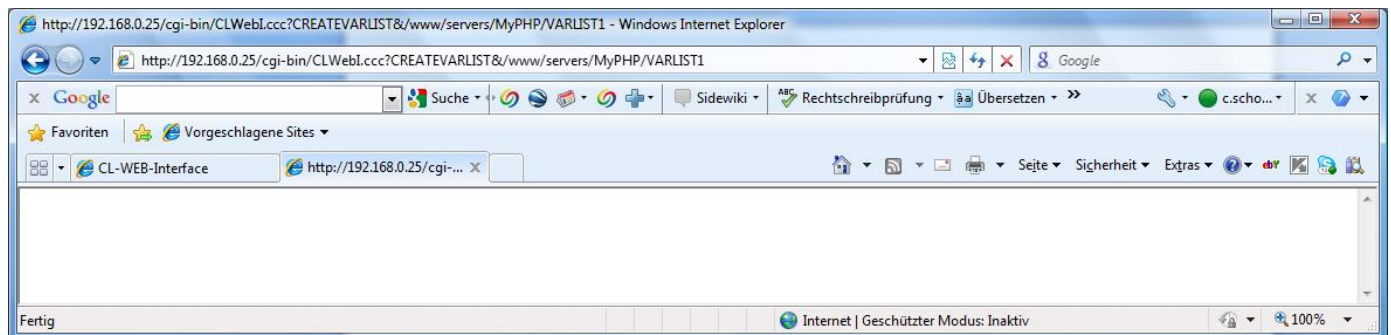 http://192.168.0.25/cgi-bin/CLWebI.ccc?CREATEVARLIST&/www/servers/MyPHP/VARLIST1 - Windows Internet Explorer
http://192.168.0.25/cgi-bin/CLWebI.ccc?CREATEVARLIST&/www/servers/MyPHP/VARLIST1 Google
x Google Suche Sidewiki ABC Rechtschreibprüfung âa Übersetzen » c.scho... x
Favoriten Vorgeschlagene Sites
CL-WEB-Interface http://192.168.0.25/cgi-... x Seite Sicherheit Extras ebY K
Fertig Internet | Geschützter Modus: Inaktiv 100%